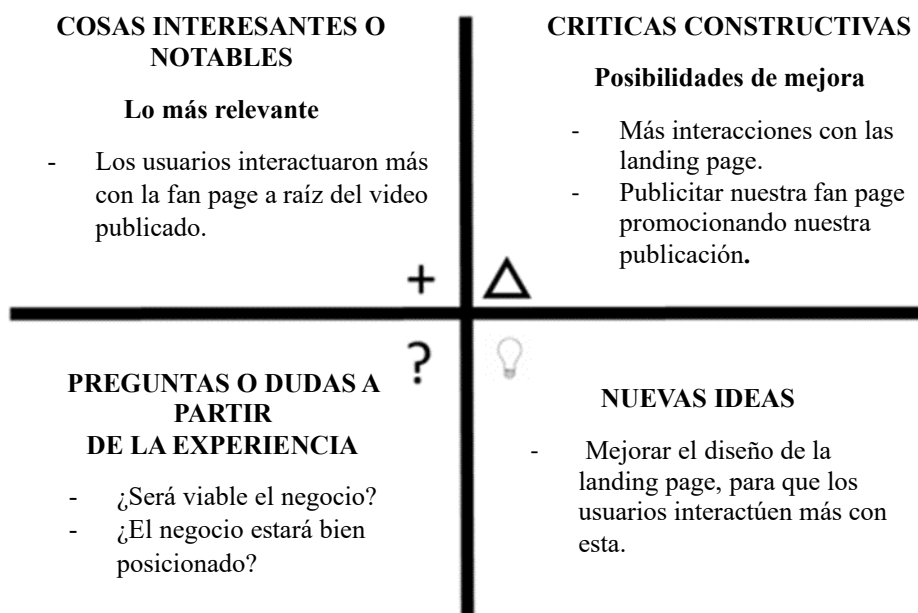 COSAS INTERESANTES O
NOTABLES
Lo más relevante
- Los usuarios interactuaron más
con la fan page a raíz del video
publicado.
+
CRITICAS CONSTRUCTIVAS
Posibilidades de mejora
- Más interacciones con las
landing page.
- Publicitar nuestra fan page
promocionando nuestra
publicación.
?
PREGUNTAS O DUDAS A
PARTIR
DE LA EXPERIENCIA
- ¿Será viable el negocio?
- ¿El negocio estará bien
posicionado?
NUEVAS IDEAS
- Mejorar el diseño de la
landing page, para que los
usuarios interactúen más con
esta.